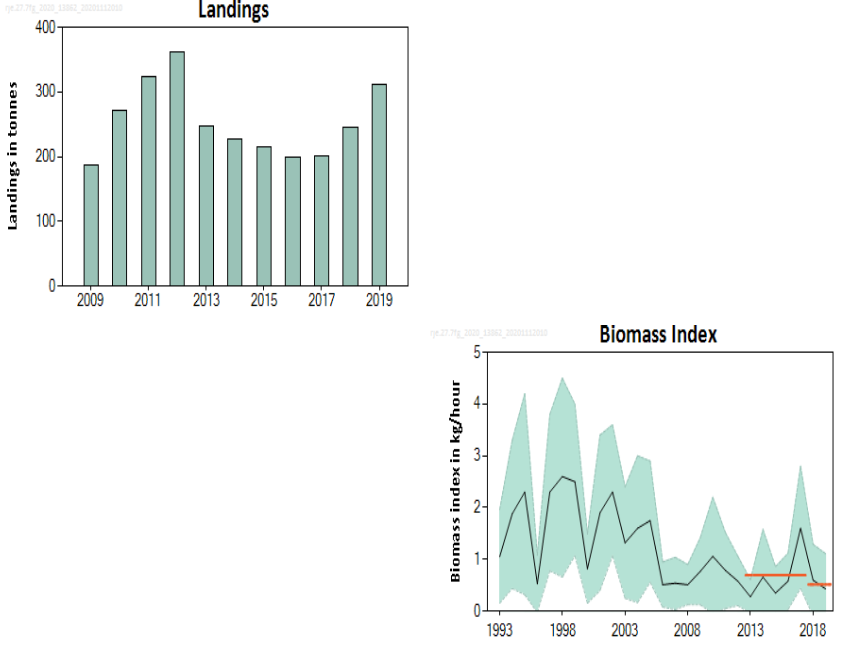 Landings
400
300
200
100
0
Landings in tonnes
2009 2011 2013 2015 2017 2019
Biomass Index
5
4
3
2
1
0
Biomass index in kg/hour
1993 1998 2003 2008 2013 2018